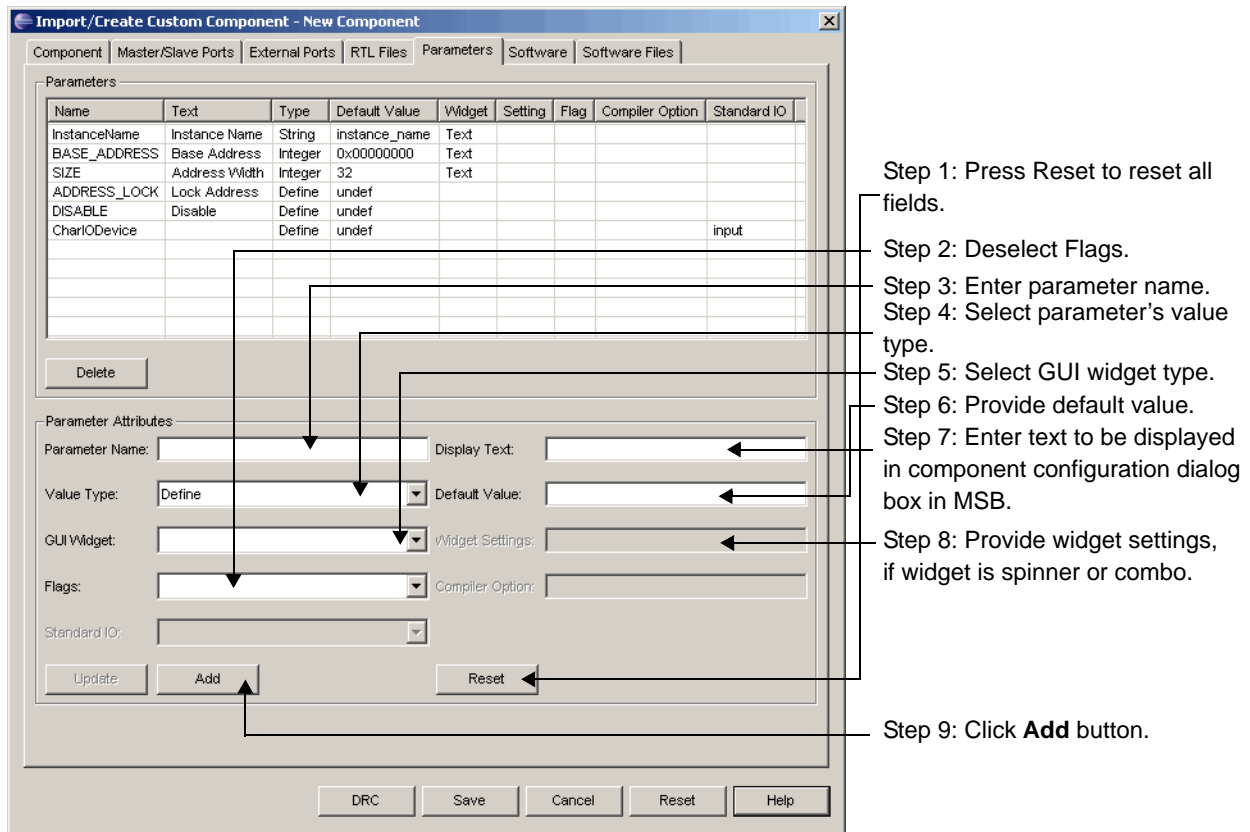 Import/Create Custom Component - New Component
Component Master/Slave Ports External Ports RTL Files Parameters Software Software Files
Parameters
Name Text Type Default Value Widget Setting Flag Compiler Option Standard IO
InstanceName Instance Name String instance_name Text
BASE_ADDRESS Base Address Integer 0x00000000 Text
SIZE Address Width Integer 32 Text
ADDRESS_LOCK Lock Address Define undef
DISABLE Disable Define undef
CharIODevice Define undef input
Delete
Parameter Attributes
Parameter Name: Display Text:
Value Type: Define Default Value:
GUI Widget: Widget Settings:
Flags: Compiler Option:
Standard IO:
Update Add Reset
DRC Save Cancel Reset Help
Step 1: Press Reset to reset all
fields.
Step 2: Deselect Flags.
Step 3: Enter parameter name.
Step 4: Select parameter's value
type.
Step 5: Select GUI widget type.
Step 6: Provide default value.
Step 7: Enter text to be displayed
in component configuration dialog
box in MSB.
Step 8: Provide widget settings,
if widget is spinner or combo.
Step 9: Click Add button.